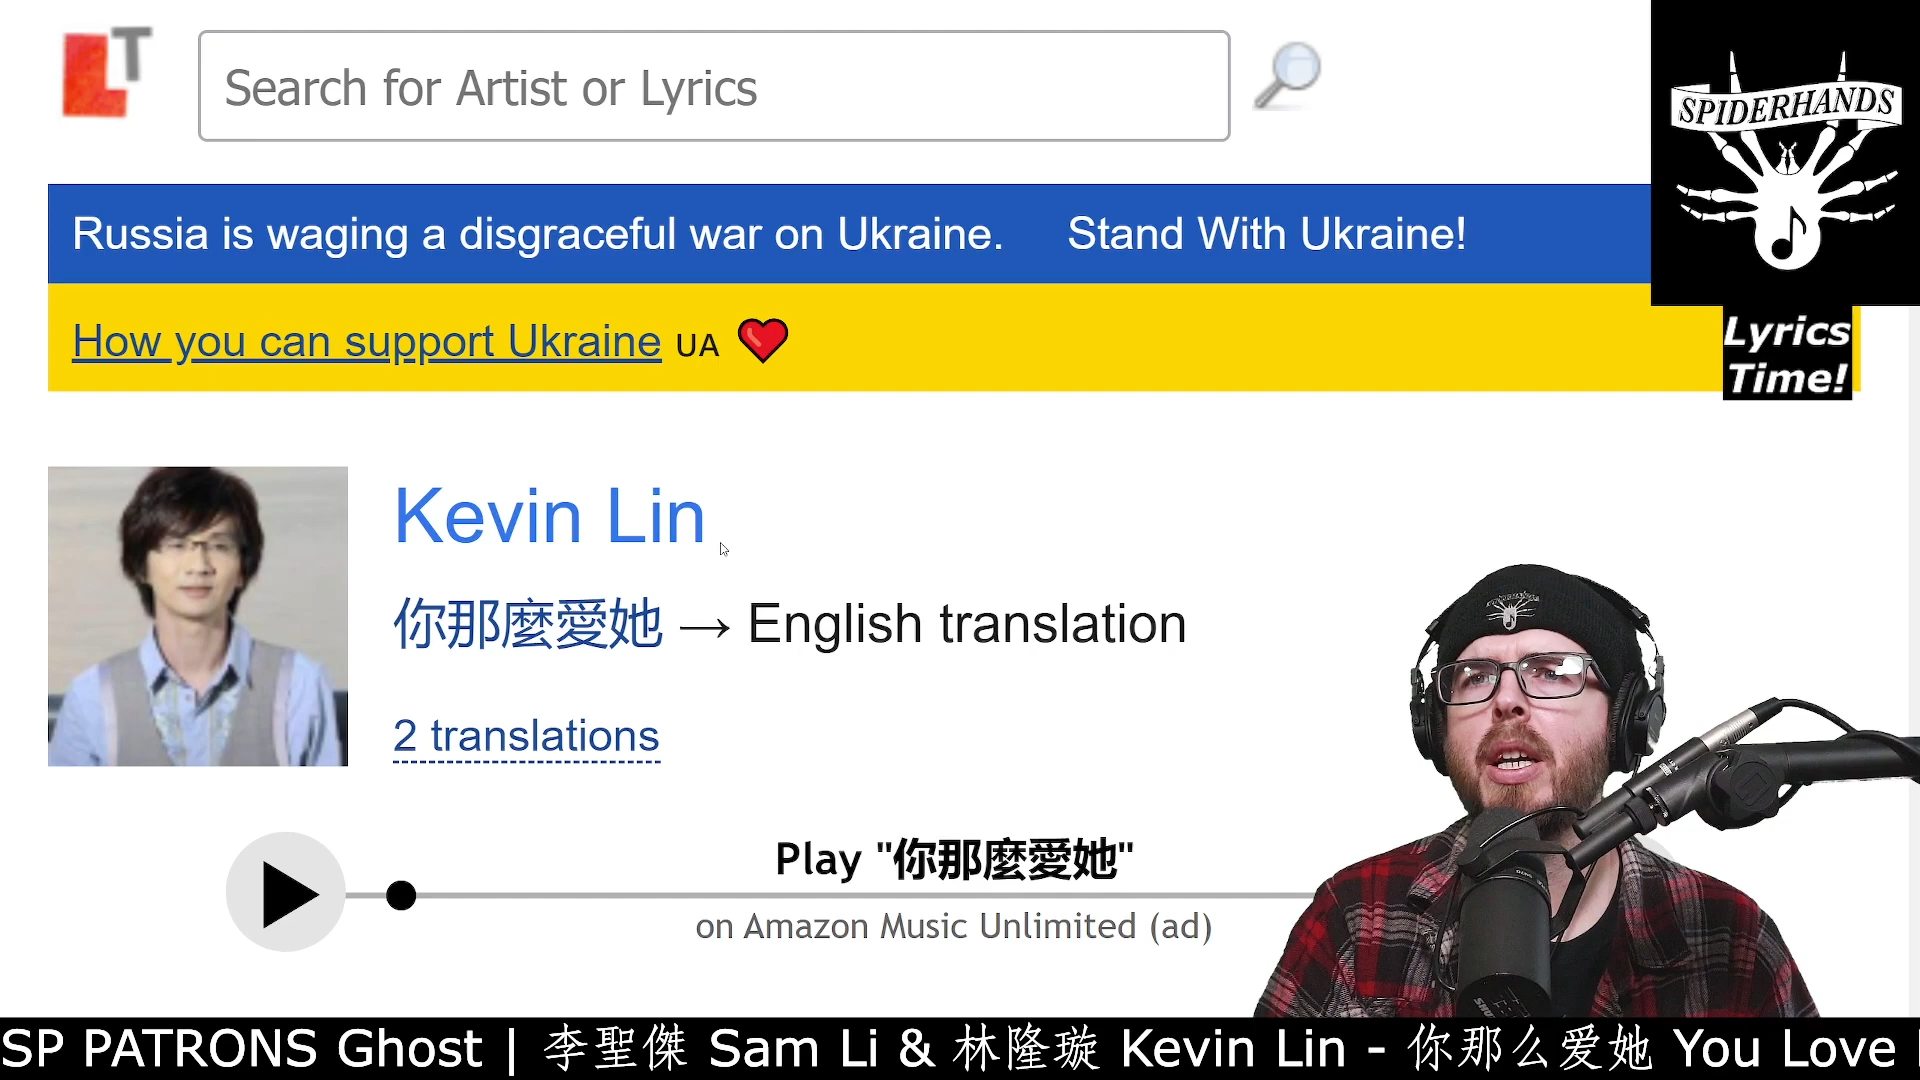 LT
Search for Artist or Lyrics
SPIDERHANDS
Russia is waging a disgraceful war on Ukraine. Stand With Ukraine!
How you can support Ukraine UA
Lyrics
Time!
Kevin Lin
你那麼愛她 → English translation
2 translations
Play "你那麼愛她"
on Amazon Music Unlimited (ad)
SP PATRONS Ghost | 李聖傑 Sam Li & 林隆璇 Kevin Lin - 你那么爱她 You Love